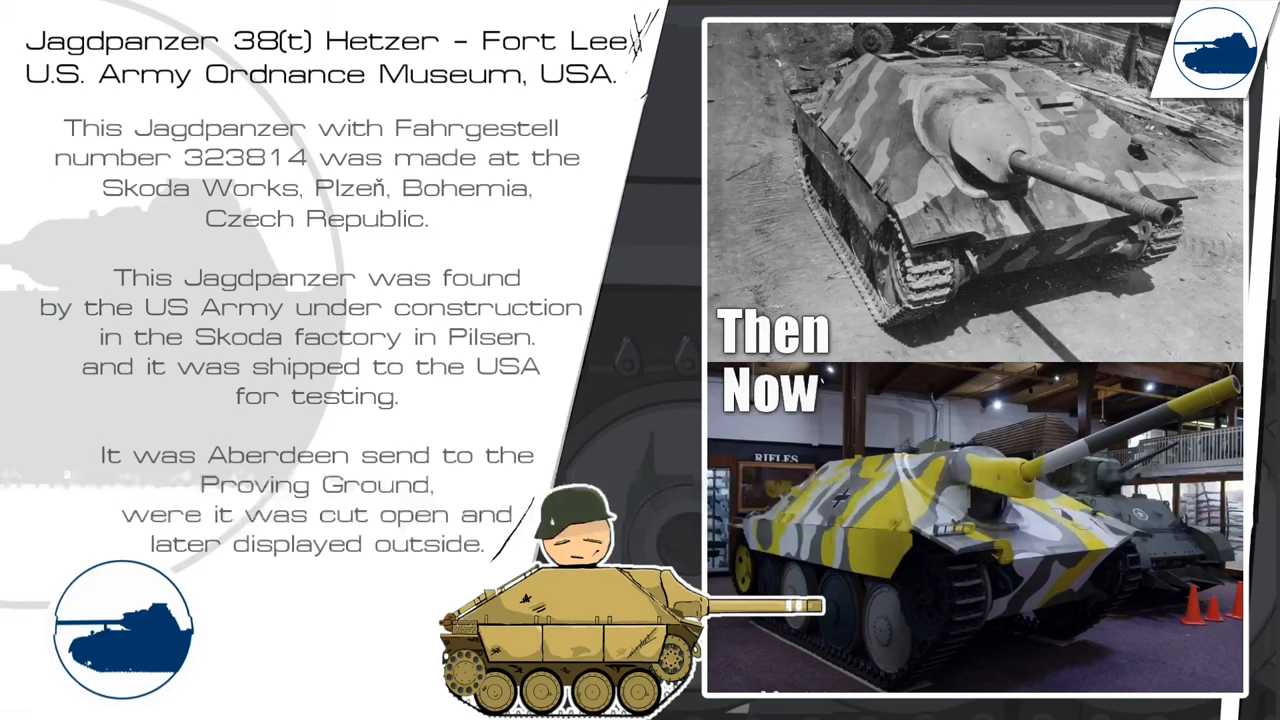 Jagdpanzer 38(t) Hetzer - Fort Lee,
U.S. Army Ordnance Museum, USA.
This Jagdpanzer with Fahrgestell
number 323814 was made at the
Skoda Works, Plzeň, Bohemia,
Czech Republic.
This Jagdpanzer was found
by the US Army under construction
in the Skoda factory in Pilsen.
and it was shipped to the USA
for testing.
It was Aberdeen send to the
Proving Ground,
were it was cut open and
later displayed outside.
Then
Now
RIFLES